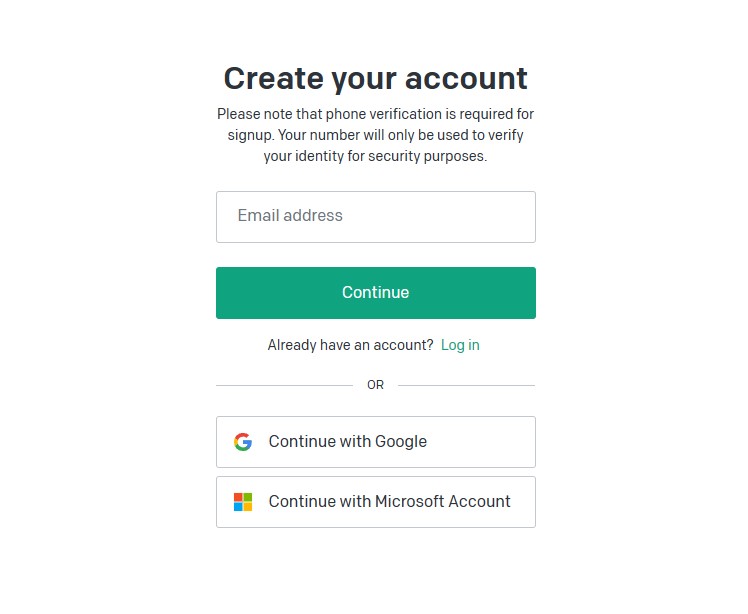 Create your account
Please note that phone verification is required for
signup. Your number will only be used to verify
your identity for security purposes.
Email address
Continue
Already have an account? Log in
OR
Continue with Google
Continue with Microsoft Account